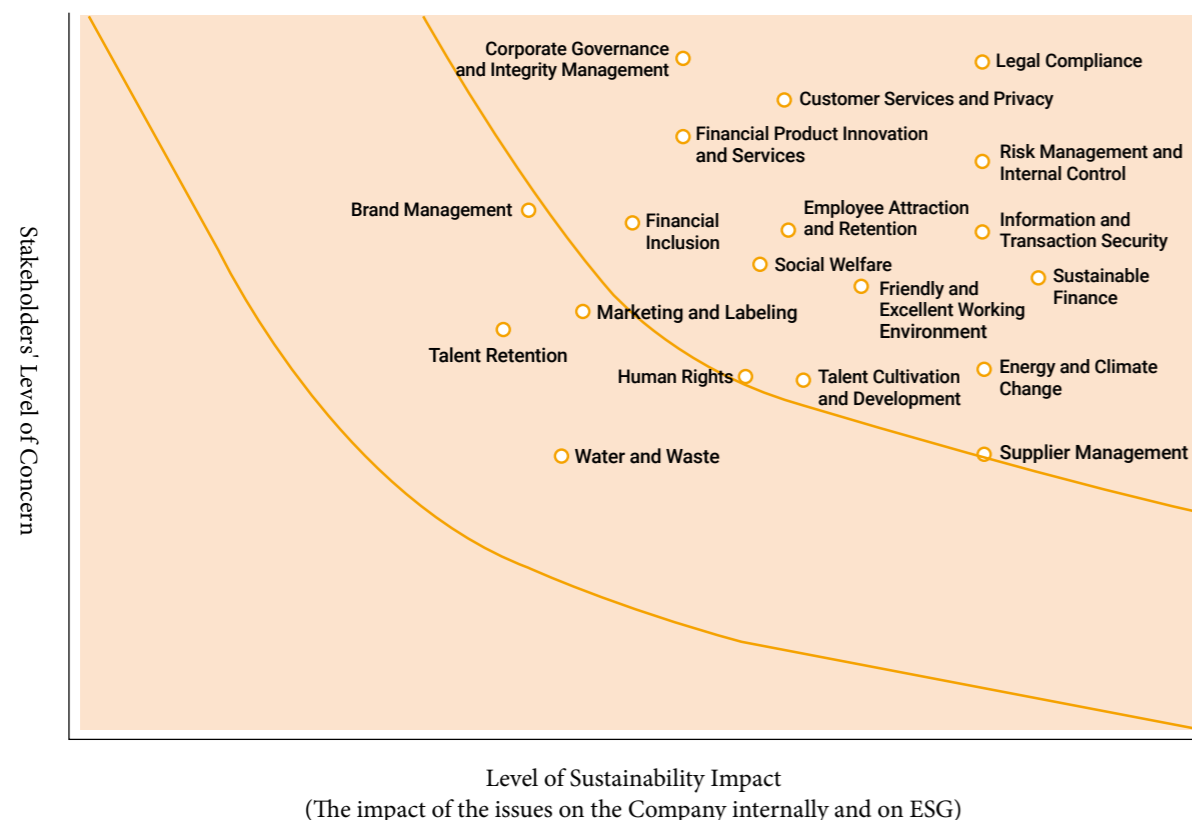 Corporate Governance
and Integrity Management
Legal Compliance
Customer Services and Privacy
Financial Product Innovation
and Services
Risk Management and
Internal Control
Brand Management
Financial
Inclusion
Employee Attraction
and Retention
Information and
Transaction Security
Social Welfare
Sustainable
Finance
Friendly and
Excellent Working
Environment
Marketing and Labeling
Talent Retention
Human Rights
Talent Cultivation
and Development
Energy and Climate
Change
Water and Waste
Supplier Management
Stakeholders' Level of Concern
Level of Sustainability Impact
(The impact of the issues on the Company internally and on ESG)